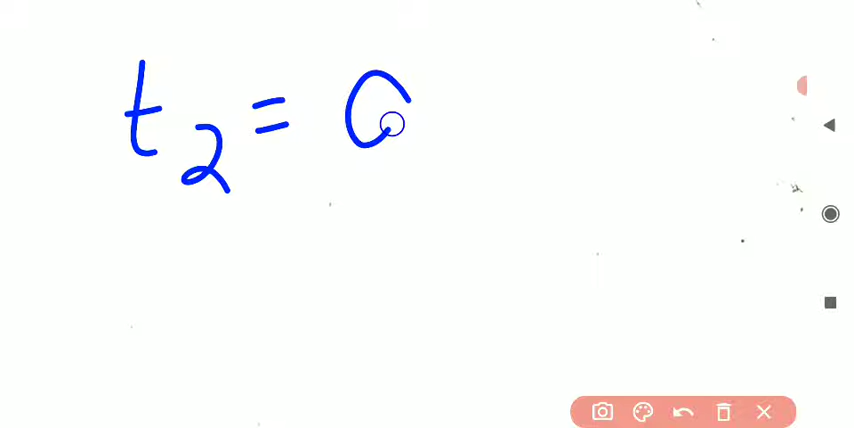 t₂ =